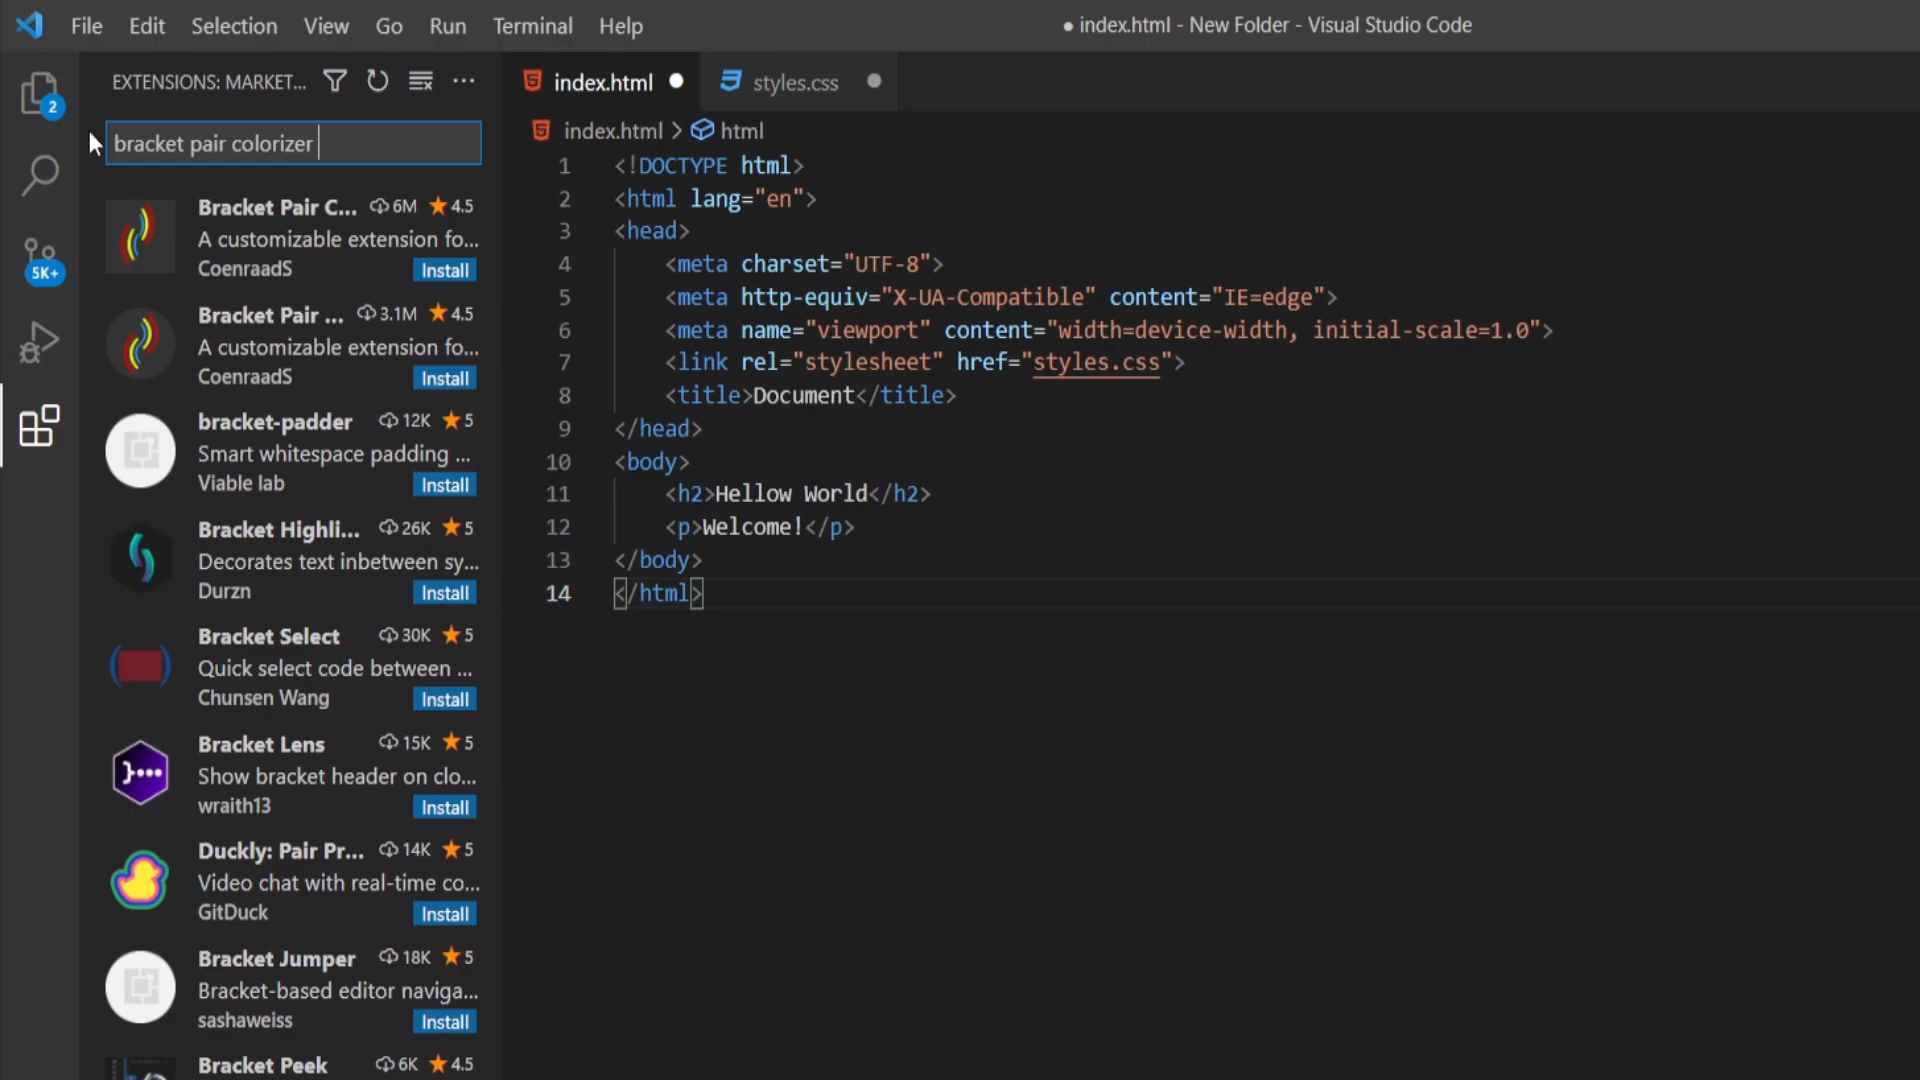 File Edit Selection View Go Run Terminal Help
● index.html - New Folder - Visual Studio Code
2
5K+
EXTENSIONS: MARKET...
bracket pair colorizer
Bracket Pair C... 6M 4.5
A customizable extension fo...
CoenraadS Install
Bracket Pair ... 3.1M 4.5
A customizable extension fo...
CoenraadS Install
bracket-padder 12K 5
Smart whitespace padding ...
Viable lab Install
Bracket Highli... 26K 5
Decorates text inbetween sy...
Durzn Install
Bracket Select 30K 5
Quick select code between ...
Chunsen Wang Install
Bracket Lens 15K 5
Show bracket header on clo...
wraith13 Install
Duckly: Pair Pr... 14K 5
Video chat with real-time co...
GitDuck Install
Bracket Jumper 18K 5
Bracket-based editor naviga...
sashaweiss Install
Bracket Peek 6K 4.5
index.html ● styles.css ●
index.html > html
1 <!DOCTYPE html>
2 <html lang="en">
3 <head>
4 <meta charset="UTF-8">
5 <meta http-equiv="X-UA-Compatible" content="IE=edge">
6 <meta name="viewport" content="width=device-width, initial-scale=1.0">
7 <link rel="stylesheet" href="styles.css">
8 <title>Document</title>
9 </head>
10 <body>
11 <h2>Hellow World</h2>
12 <p>Welcome!</p>
13 </body>
14 </html>